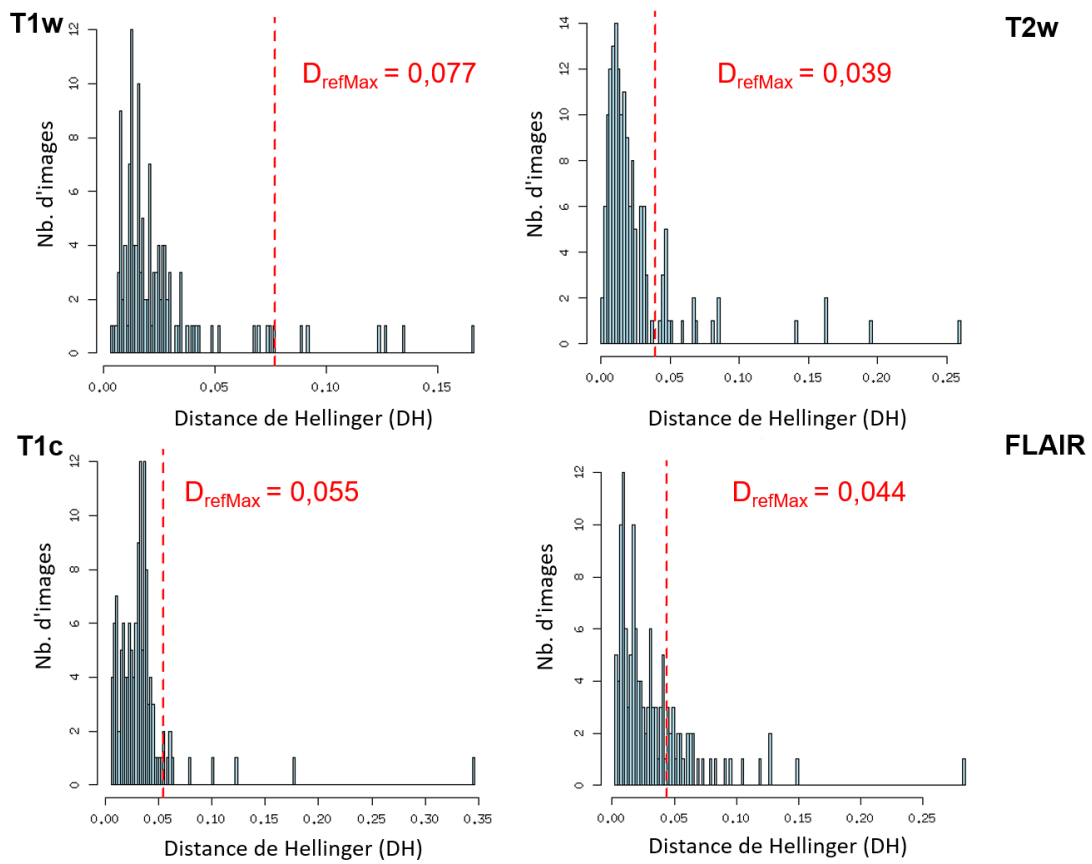 T1w
D_refMax = 0,077
Nb. d'images
0 2 4 6 8 10 12
0.00 0.05 0.10 0.15
Distance de Hellinger (DH)
T2w
D_refMax = 0,039
Nb. d'images
0 2 4 6 8 10 12 14
0.00 0.05 0.10 0.15 0.20 0.25
Distance de Hellinger (DH)
T1c
D_refMax = 0,055
Nb. d'images
0 2 4 6 8 10 12
0.00 0.05 0.10 0.15 0.20 0.25 0.30 0.35
Distance de Hellinger (DH)
FLAIR
D_refMax = 0,044
Nb. d'images
0 2 4 6 8 10 12
0.00 0.05 0.10 0.15 0.20 0.25
Distance de Hellinger (DH)